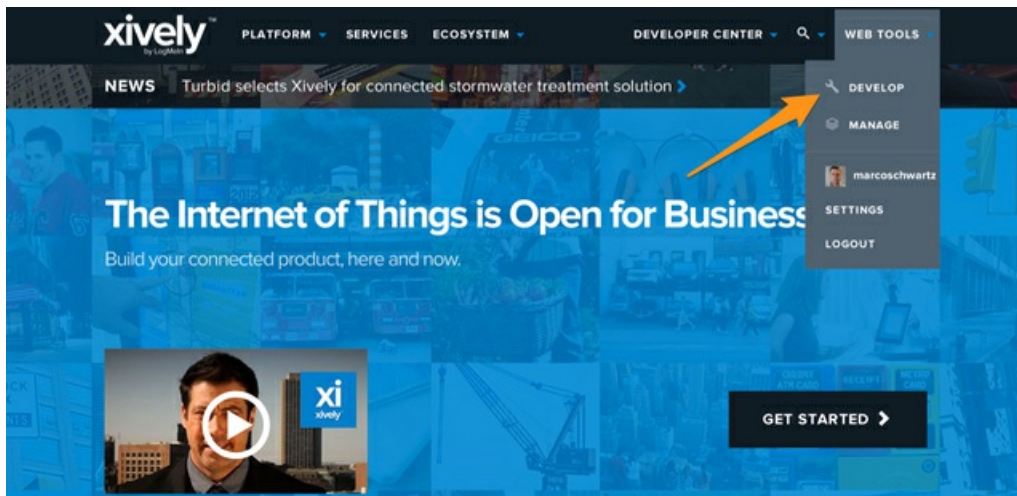 xively™ PLATFORM SERVICES ECOSYSTEM DEVELOPER CENTER WEB TOOLS
by LogMeIn
NEWS Turbid selects Xively for connected stormwater treatment solution
DEVELOP
MANAGE
marcoschwartz
SETTINGS
LOGOUT
GEICO
The Internet of Things is Open for Business
Build your connected product, here and now.
xi
xively
GET STARTED